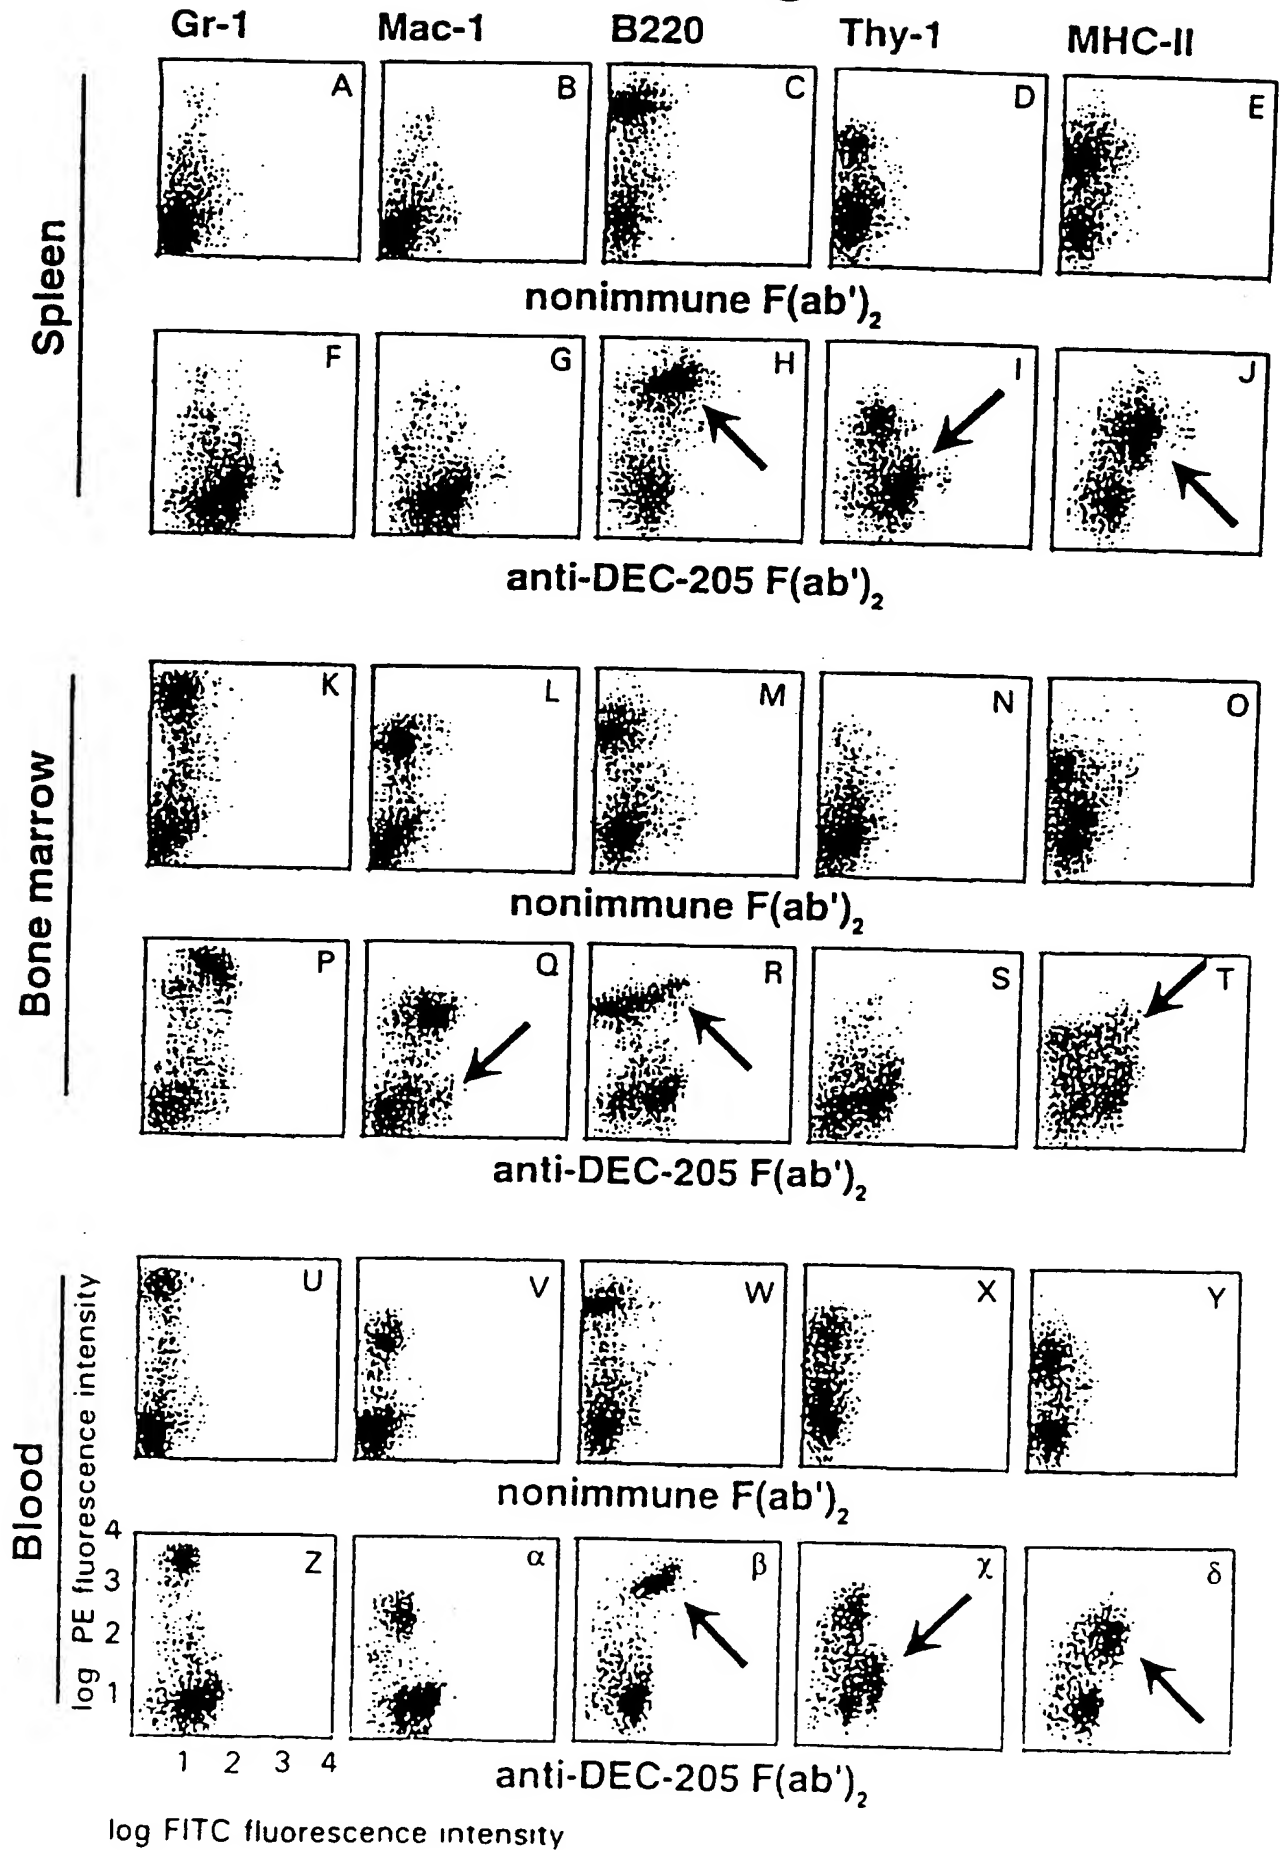 Gr-1 Mac-1 B220 Thy-1 MHC-II
Spleen
A B C D E
nonimmune F(ab')₂
F G H I J
anti-DEC-205 F(ab')₂
Bone marrow
K L M N O
nonimmune F(ab')₂
P Q R S T
anti-DEC-205 F(ab')₂
Blood
log PE fluorescence intensity
U V W X Y
nonimmune F(ab')₂
Z α β χ δ
4
3
2
1
1 2 3 4
anti-DEC-205 F(ab')₂
log FITC fluorescence intensity